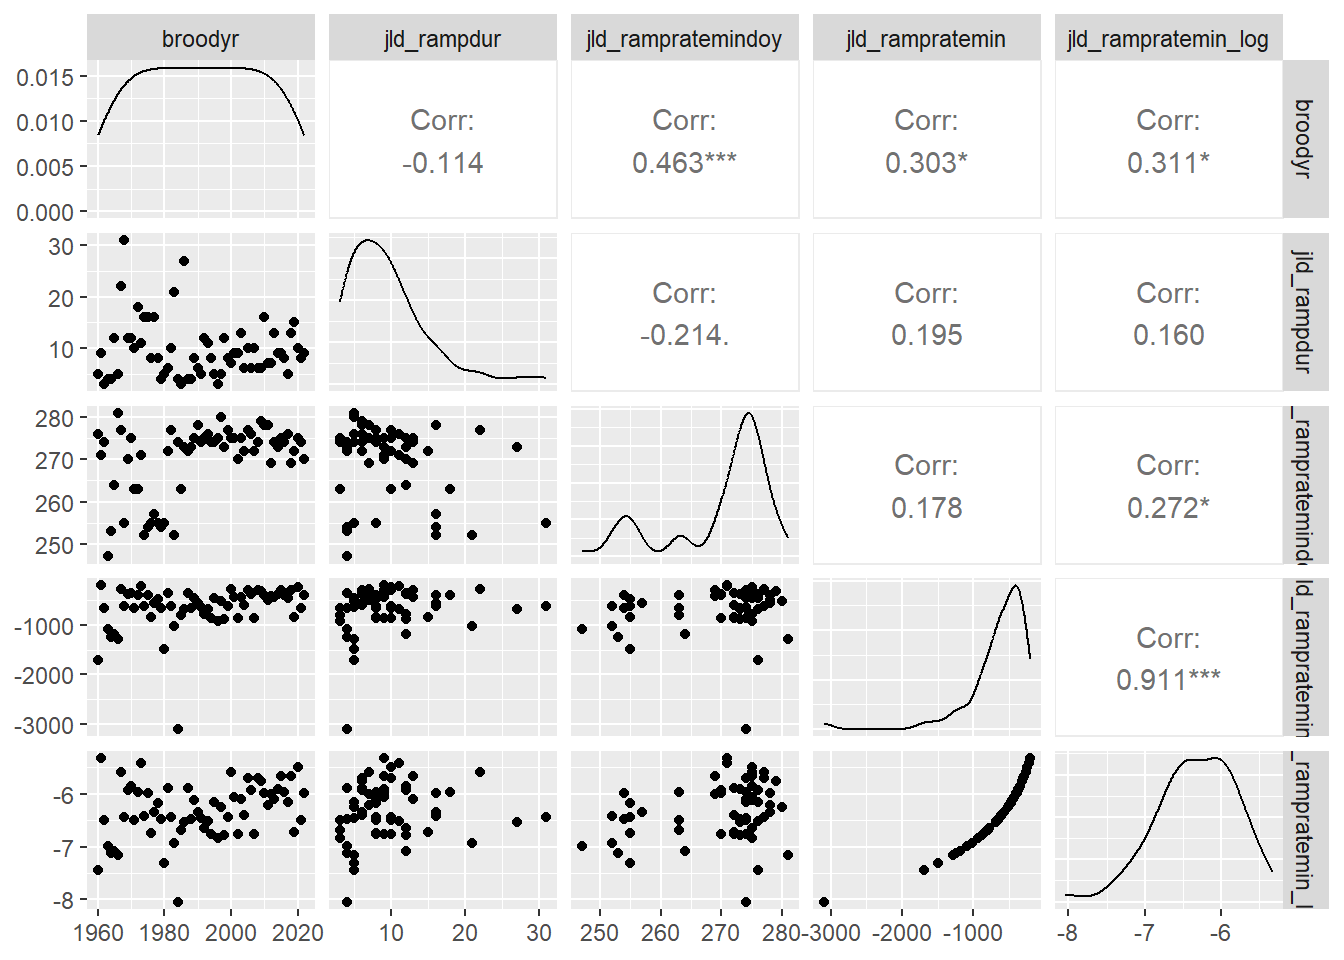 broodyr
jld_rampdur
jld_rampratemindoy
jld_rampratemin
jld_rampratemin_log
0.015
0.010
0.005
0.000
Corr:
-0.114
Corr:
0.463***
Corr:
0.303*
Corr:
0.311*
broodyr
30
20
10
Corr:
-0.214.
Corr:
0.195
Corr:
0.160
jld_rampdur
280
270
260
250
Corr:
0.178
Corr:
0.272*
_rampratemind
-1000
-2000
-3000
Corr:
0.911***
ld_rampratemin
-6
-7
-8
_rampratemin_l
1960 1980 2000 2020
10 20 30
250 260 270 280
-3000 -2000 -1000
-8 -7 -6